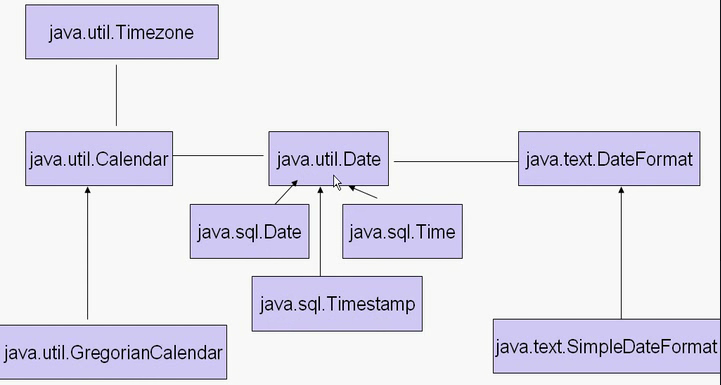 java.util.Timezone
java.util.Calendar
java.util.Date
java.text.DateFormat
java.sql.Date
java.sql.Time
java.sql.Timestamp
java.util.GregorianCalendar
java.text.SimpleDateFormat